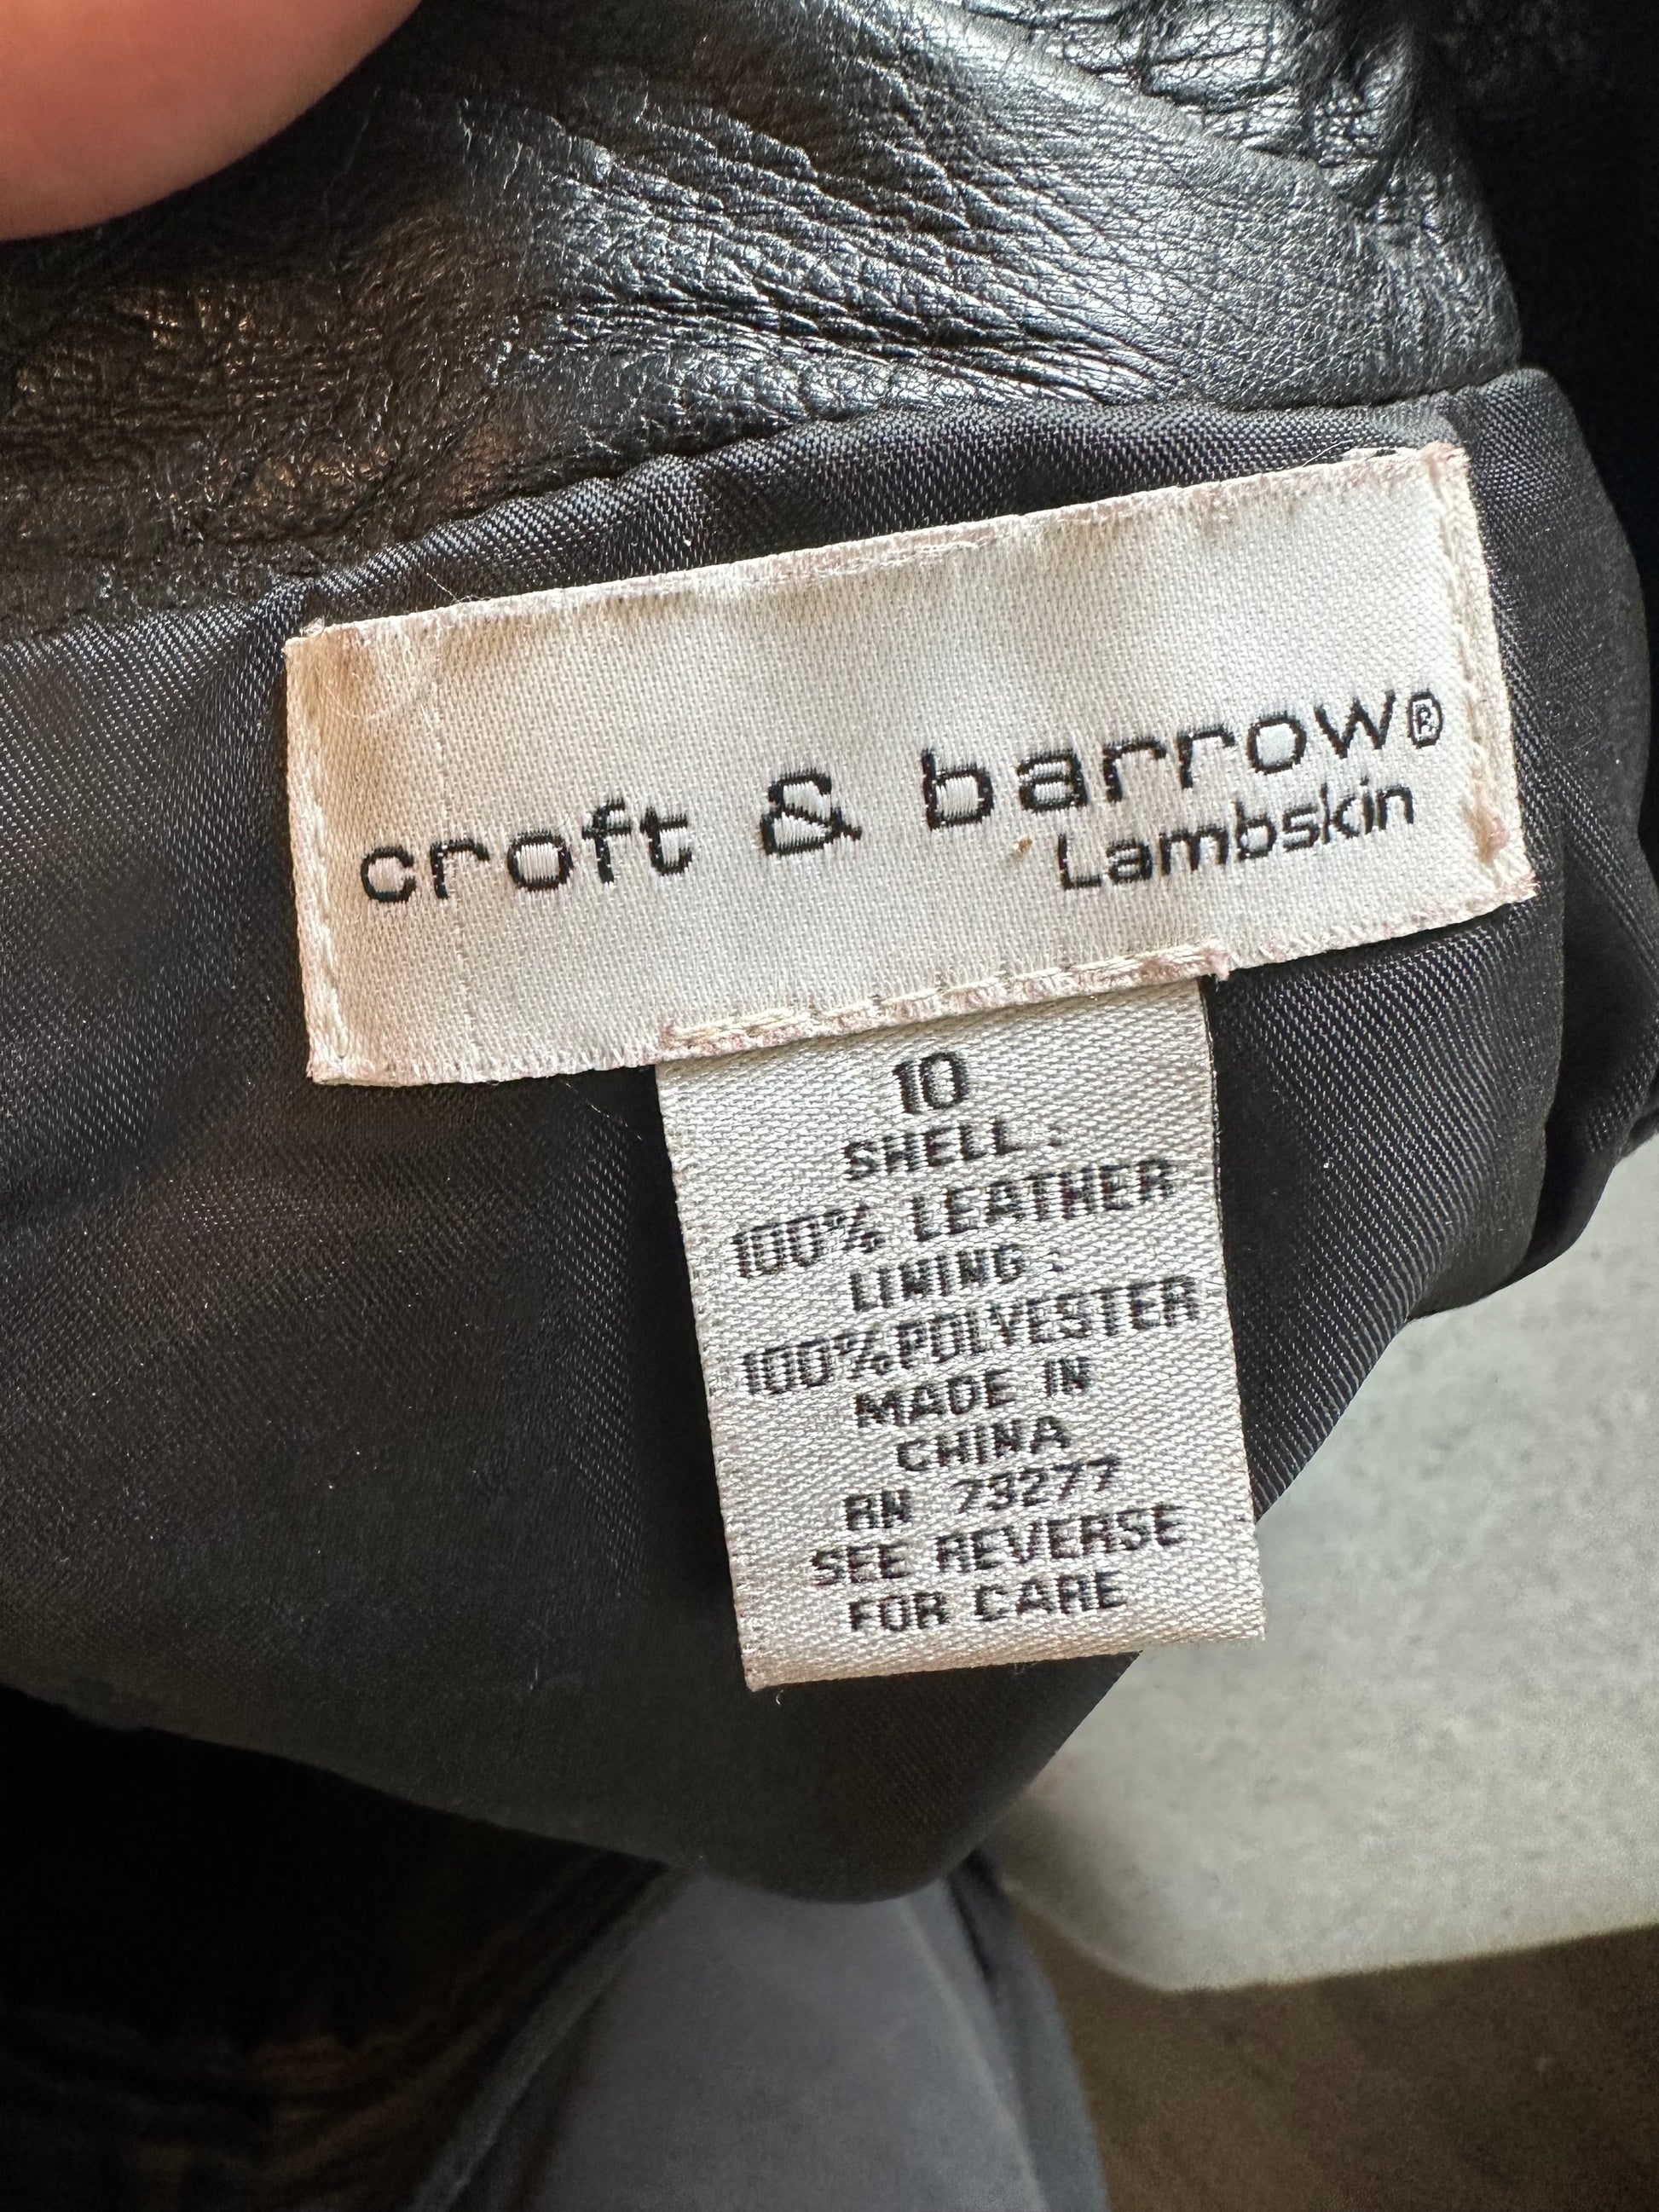 croft & barrow®
Lambskin
10
SHELL:
100% LEATHER
LINING:
100%POLYESTER
MADE IN
CHINA
RN 73277
SEE REVERSE
FOR CARE